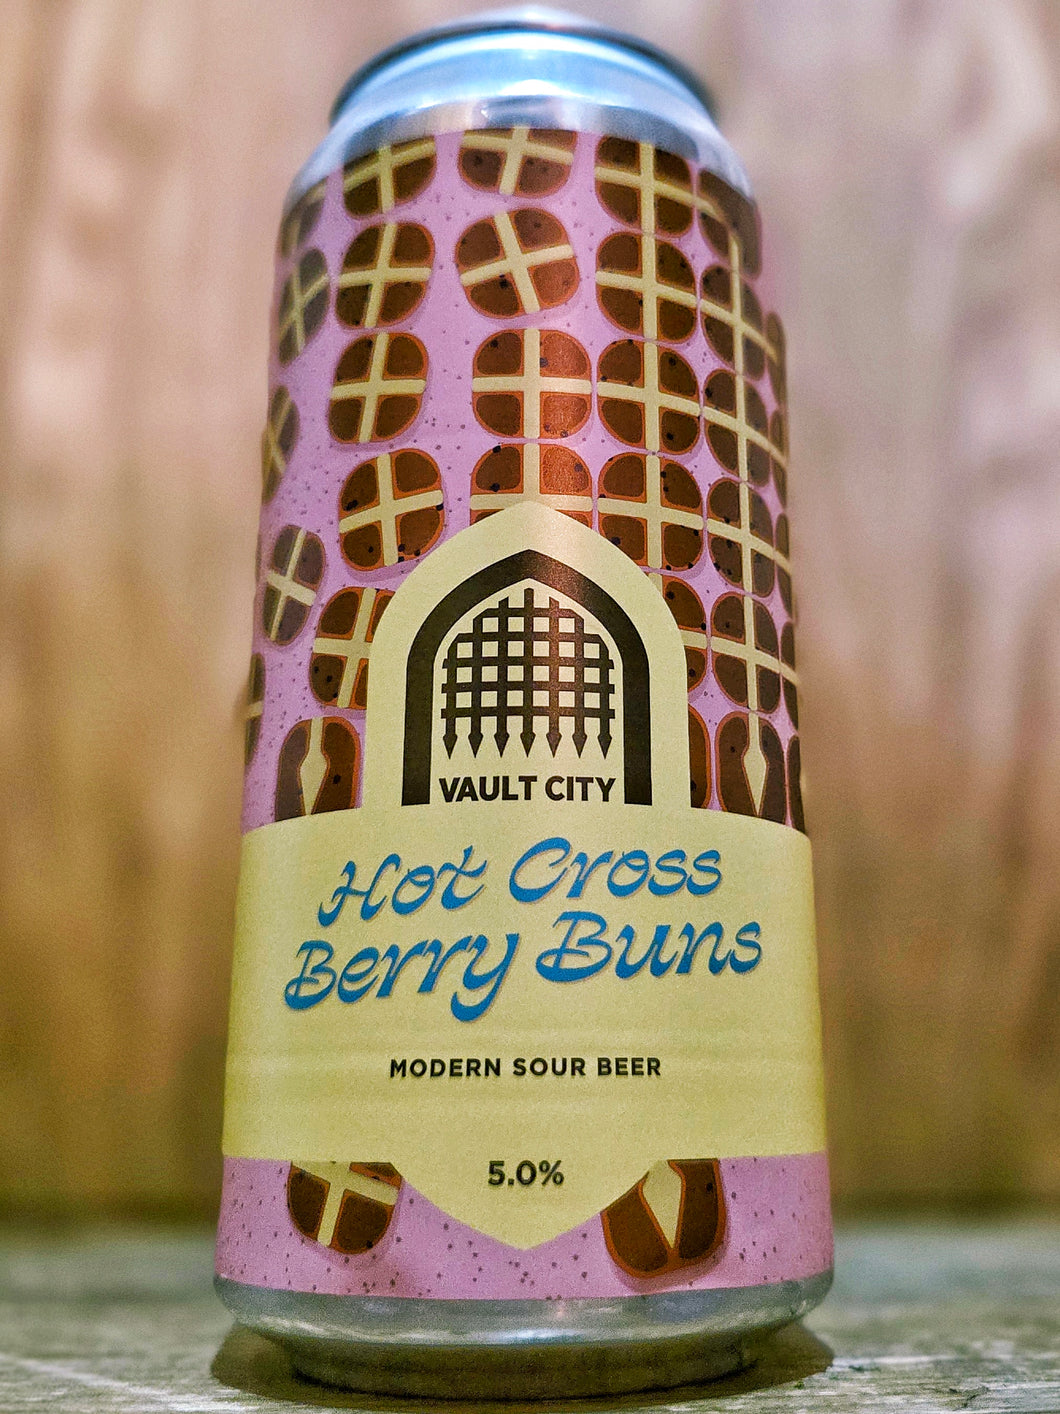 VAULT CITY
Hot Cross
Berry Buns
MODERN SOUR BEER
5.0%